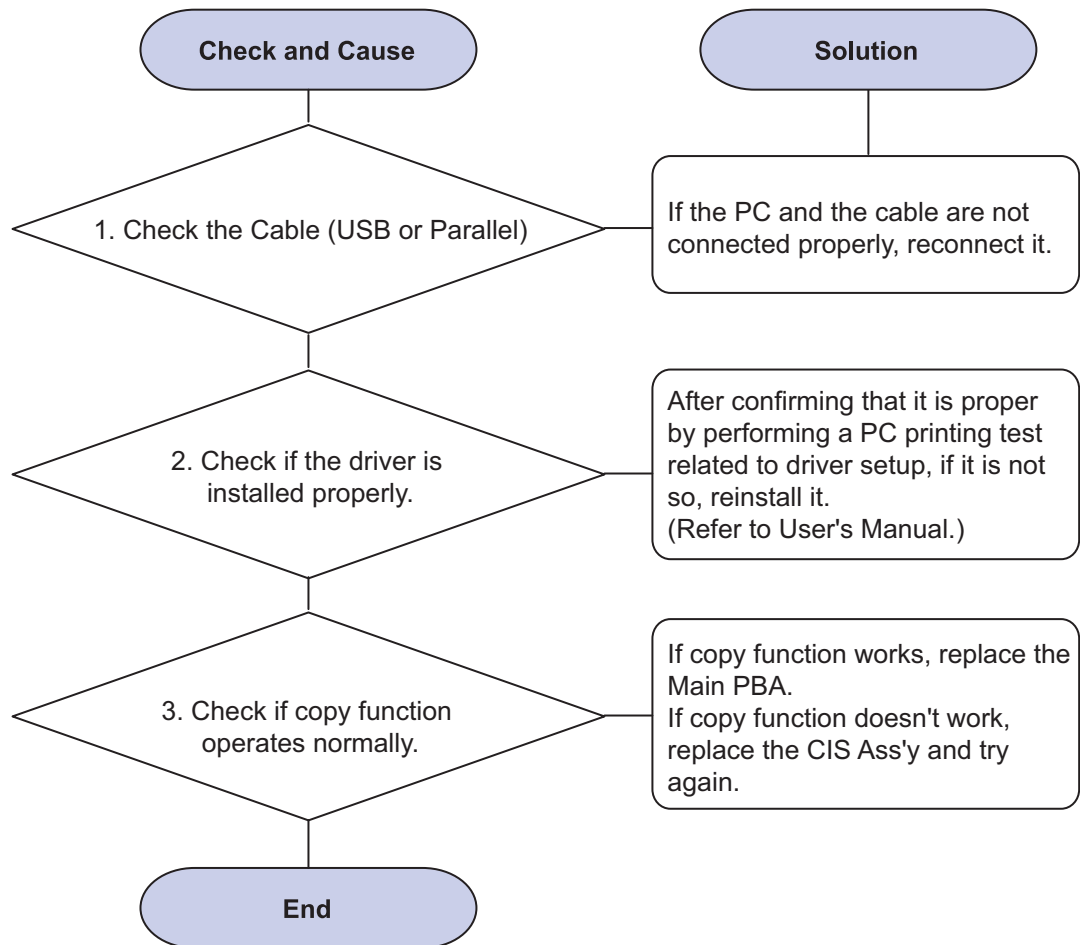 Check and Cause
Solution
1. Check the Cable (USB or Parallel)
If the PC and the cable are not
connected properly, reconnect it.
2. Check if the driver is
installed properly.
After confirming that it is proper
by performing a PC printing test
related to driver setup, if it is not
so, reinstall it.
(Refer to User's Manual.)
3. Check if copy function
operates normally.
If copy function works, replace the
Main PBA.
If copy function doesn't work,
replace the CIS Ass'y and try
again.
End